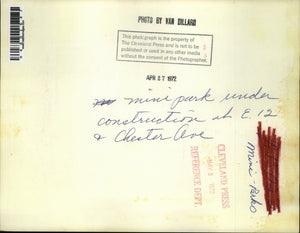 PHOTO BY VAN DILLARD
This photograph is the property of
The Cleveland Press and is not to be
published or used in any other media
without the consent of the Photographer.
APR 27 1972
mini park under
construction at E. 12
& Chester Ave
CLEVELAND PRESS
MAY 1972
REFERENCE DEPT.
Mini Parks